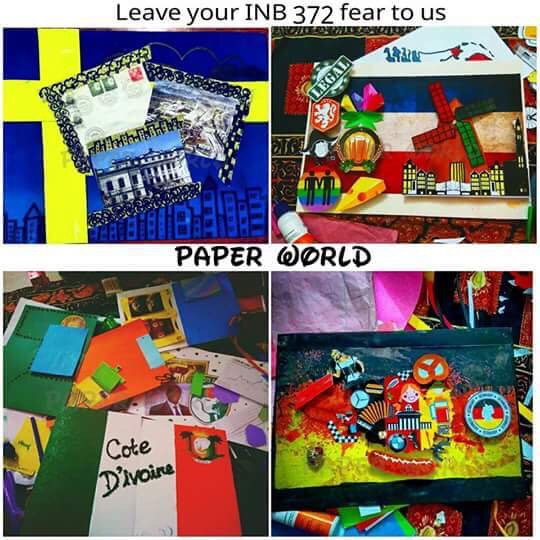 Leave your INB 372 fear to us
LEGAL
PAPER WORLD
Cote
D'Ivoire